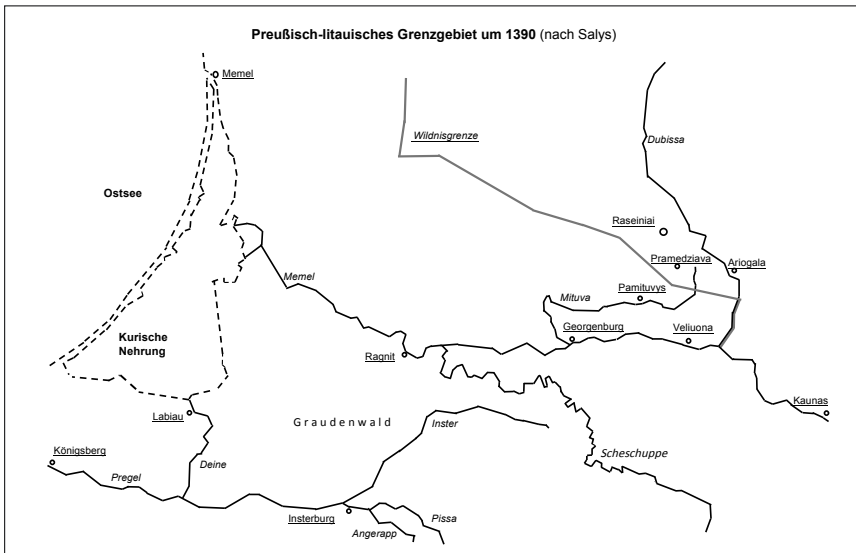 Preußisch-litauisches Grenzgebiet um 1390 (nach Salys)
Memel
Wildnisgrenze
Dubissa
Ostsee
Raseiniai
Pramedziava
Ariogala
Memel
Mituva
Pamituvys
Kurische
Nehrung
Georgenburg
Veliuona
Ragnit
Kaunas
Labiau
Graudenwald
Inster
Königsberg
Deine
Scheschuppe
Pregel
Insterburg
Pissa
Angerapp